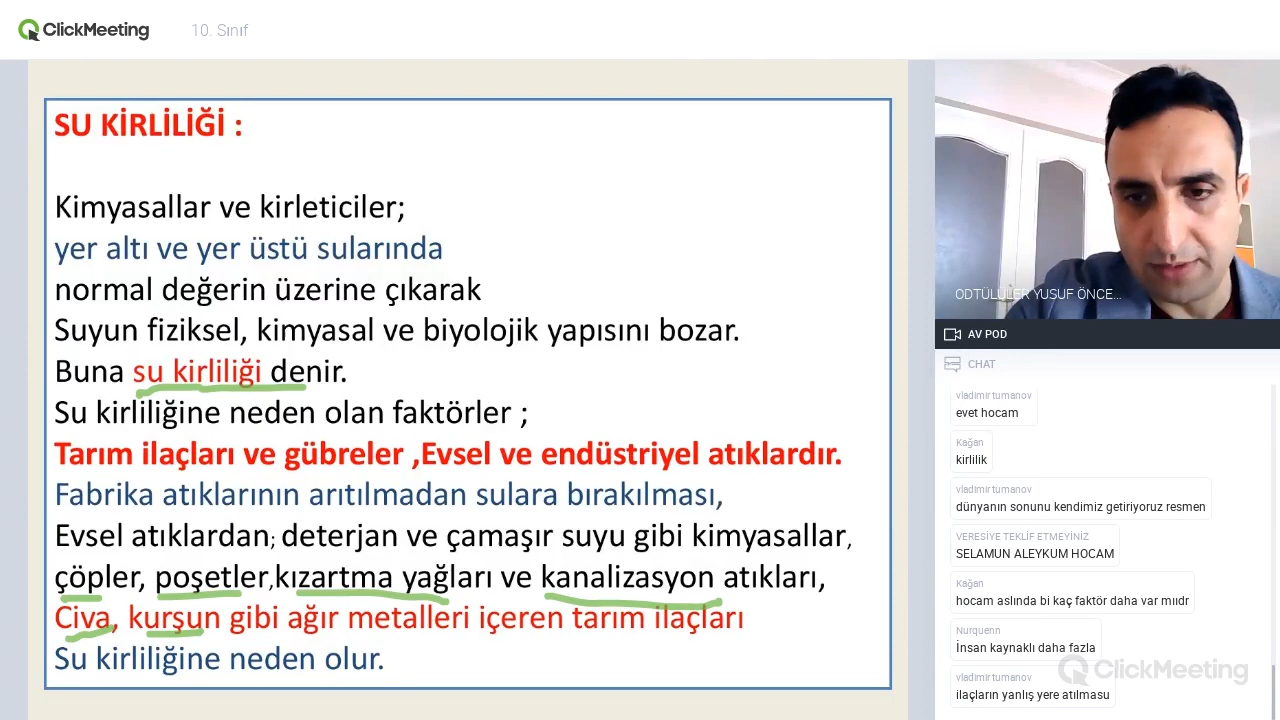 ClickMeeting
10. Sınıf
SU KİRLİLİĞİ :
Kimyasallar ve kirleticiler;
yer altı ve yer üstü sularında
normal değerin üzerine çıkarak
Suyun fiziksel, kimyasal ve biyolojik yapısını bozar.
Buna su kirliliği denir.
Su kirliliğine neden olan faktörler ;
Tarım ilaçları ve gübreler ,Evsel ve endüstriyel atıklardır.
Fabrika atıklarının arıtılmadan sulara bırakılması,
Evsel atıklardan; deterjan ve çamaşır suyu gibi kimyasallar,
çöpler, poşetler,kızartma yağları ve kanalizasyon atıkları,
Civa, kurşun gibi ağır metalleri içeren tarım ilaçları
Su kirliliğine neden olur.
ODTÜLÜLER YUSUF ÖNCE...
AV POD
CHAT
vladimir tumanov
evet hocam
Kağan
kirlilik
vladimir tumanov
dünyanın sonunu kendimiz getiriyoruz resmen
VERESİYE TEKLİF ETMEYİNİZ
SELAMUN ALEYKUM HOCAM
Kağan
hocam aslında bi kaç faktör daha var mııdr
Nurquenn
İnsan kaynaklı daha fazla
ClickMeeting
vladimir tumanov
ilaçların yanlış yere atılması